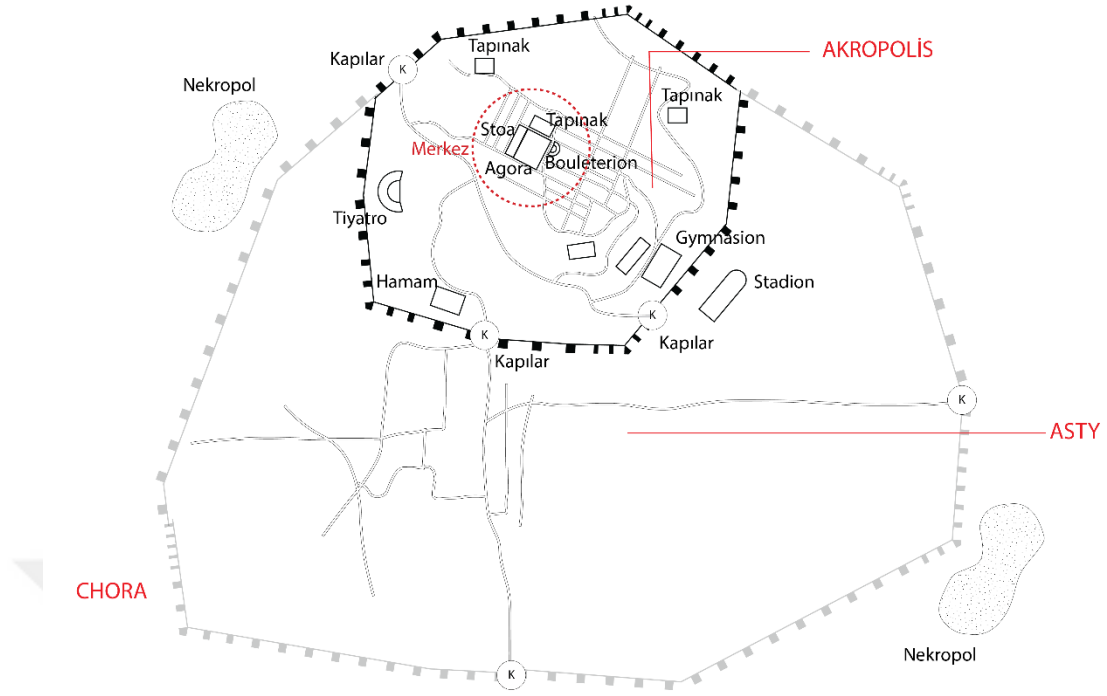 Tapınak
AKROPOLİS
Kapılar
K
Nekropol
Tapınak
Stoa
Tapınak
Merkez
Agora
Bouleterion
Tiyatro
Gymnasion
Hamam
Stadion
K
K
Kapılar
Kapılar
K
ASTY
CHORA
Nekropol
K